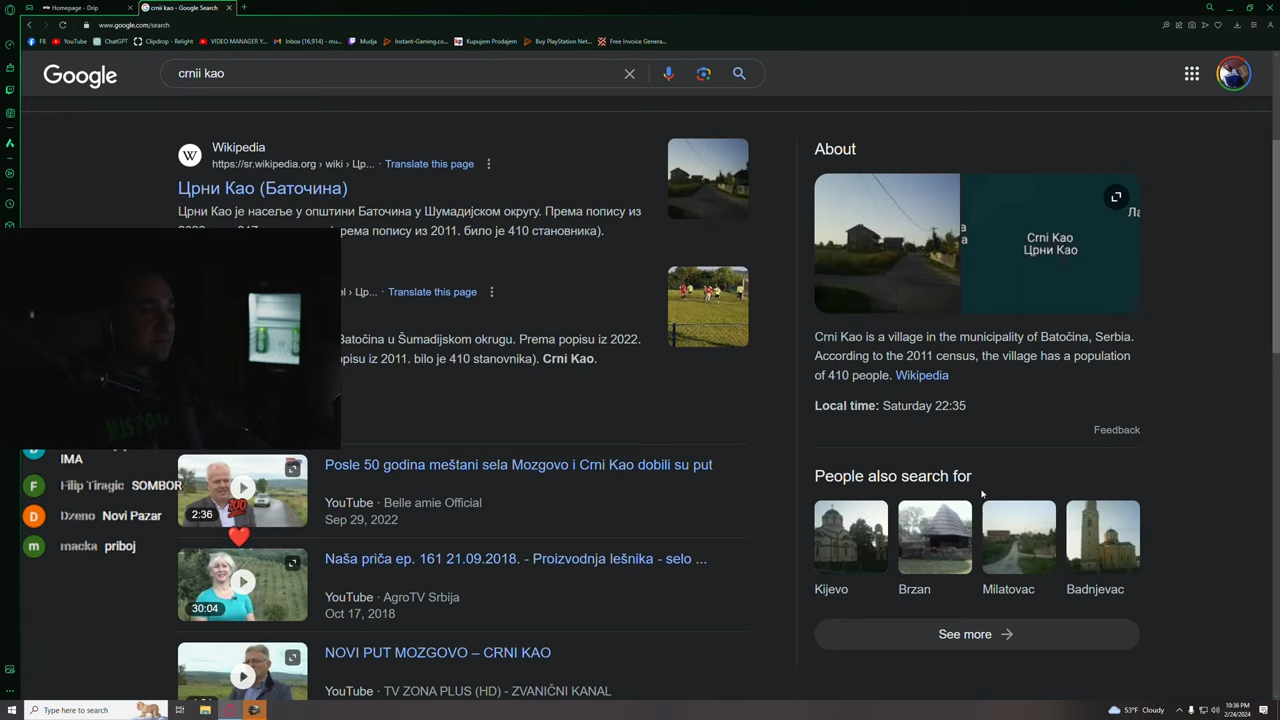 Homepage - Drip
crnii kao - Google Search
www.google.com/search
FB
YouTube
ChatGPT
Clipdrop - Relight
VIDEO MANAGER Y...
Inbox (16,914) - mu...
Mudja
Instant-Gaming.co...
Kupujem Prodajem
Buy PlayStation Net...
Free Invoice Genera...
Google
crnii kao
Wikipedia
https://sr.wikipedia.org › wiki › Цр...
Translate this page
Црни Као (Баточина)
Црни Као је насеље у општини Баточина у Шумадијском округу. Према попису из
према попису из 2011. било је 410 становника).
› Цр...
Translate this page
Batočina u Šumadijskom okrugu. Prema popisu iz 2022.
popisu iz 2011. bilo je 410 stanovnika). Crni Kao.
IMA
Filip Tiragic SOMBOR
Dzeno Novi Pazar
macka priboj
2:36
Posle 50 godina meštani sela Mozgovo i Crni Kao dobili su put
YouTube · Belle amie Official
Sep 29, 2022
30:04
Naša priča ep. 161 21.09.2018. - Proizvodnja lešnika - selo ...
YouTube · AgroTV Srbija
Oct 17, 2018
NOVI PUT MOZGOVO – CRNI KAO
YouTube · TV ZONA PLUS (HD) - ZVANIČNI KANAL
About
Crni Kao
Црни Као
Crni Kao is a village in the municipality of Batočina, Serbia.
According to the 2011 census, the village has a population
of 410 people. Wikipedia
Local time: Saturday 22:35
Feedback
People also search for
Kijevo
Brzan
Milatovac
Badnjevac
See more
Type here to search
53°F Cloudy
10:36 PM
2/24/2024